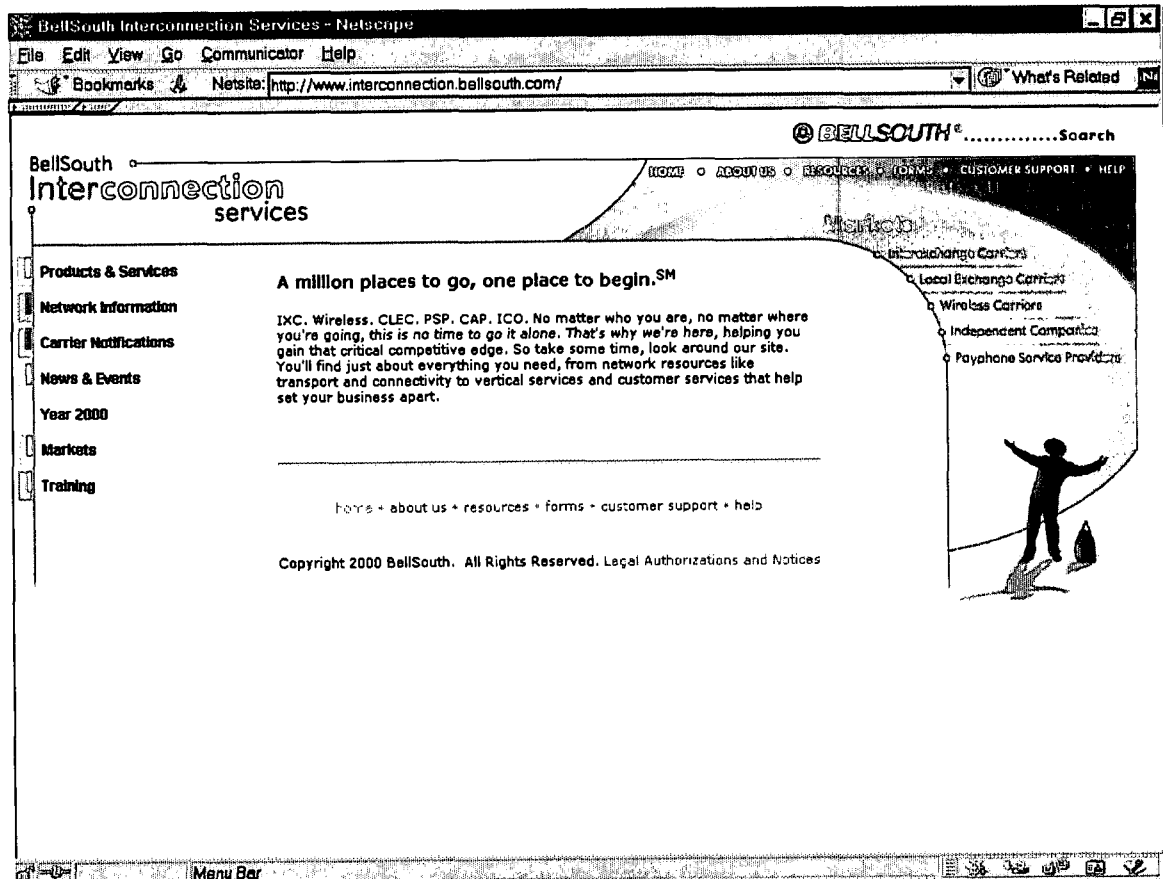 BellSouth Interconnection Services - Netscape
File Edit View Go Communicator Help
Bookmarks Netsite: http://www.interconnection.bellsouth.com/ What's Related
@ BELLSOUTH®..............Search
BellSouth
Interconnection
services
HOME • ABOUT US • RESOURCES • FORMS • CUSTOMER SUPPORT • HELP
Markets
Interexchange Carriers
Local Exchange Carriers
Wireless Carriers
Independent Companies
Payphone Service Providers
Products & Services
Network Information
Carrier Notifications
News & Events
Year 2000
Markets
Training
A million places to go, one place to begin.SM
IXC. Wireless. CLEC. PSP. CAP. ICO. No matter who you are, no matter where
you're going, this is no time to go it alone. That's why we're here, helping you
gain that critical competitive edge. So take some time, look around our site.
You'll find just about everything you need, from network resources like
transport and connectivity to vertical services and customer services that help
set your business apart.
home • about us • resources • forms • customer support • help
Copyright 2000 BellSouth. All Rights Reserved. Legal Authorizations and Notices
Menu Bar